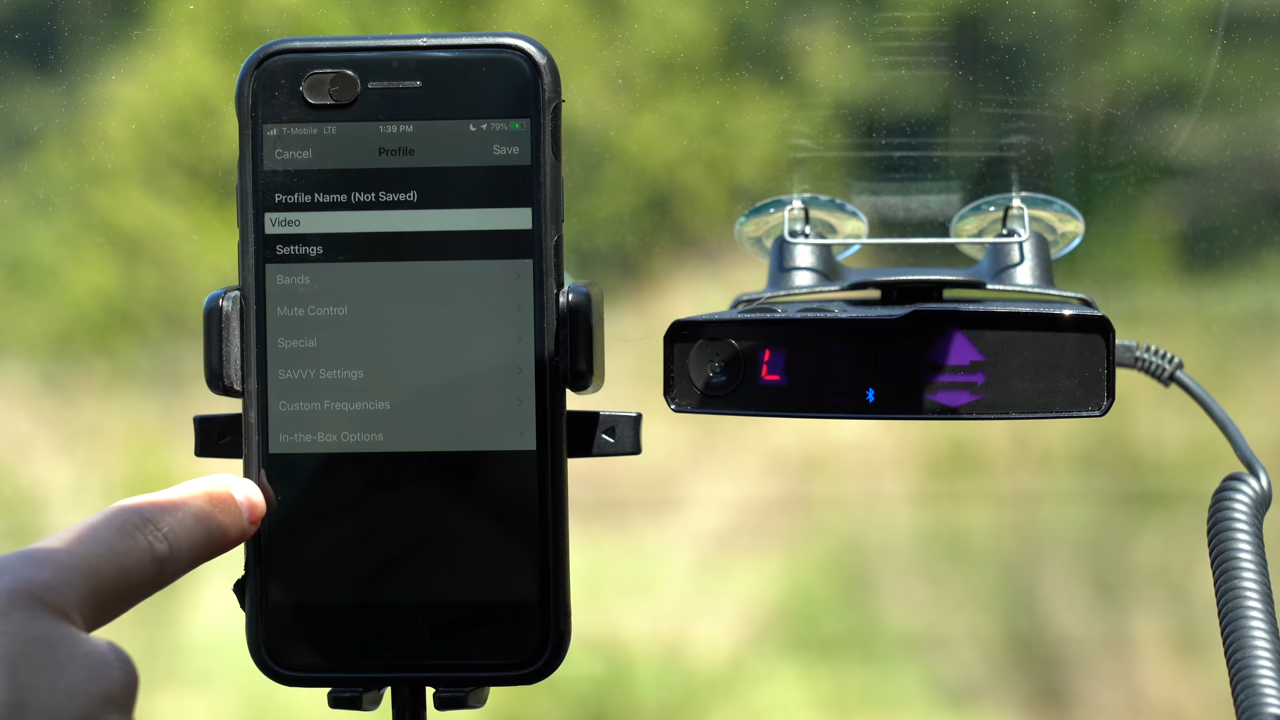 T-Mobile LTE 1:39 PM 79%
Cancel Profile Save
Profile Name (Not Saved)
Video
Settings
Bands
Mute Control
Special
SAVVY Settings
Custom Frequencies
In-the-Box Options
L